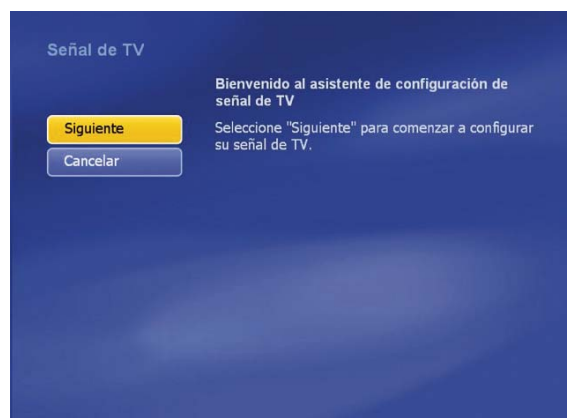 Señal de TV
Bienvenido al asistente de configuración de
señal de TV
Siguiente
Seleccione "Siguiente" para comenzar a configurar
su señal de TV.
Cancelar